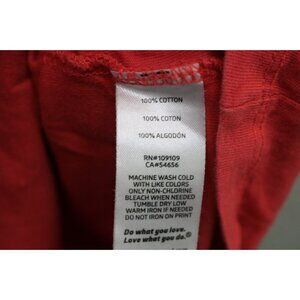 100% COTTON
100% COTON
100% ALGODÓN
RN#109109
CA#54656
MACHINE WASH COLD
WITH LIKE COLORS
ONLY NON-CHLORINE
BLEACH WHEN NEEDED
TUMBLE DRY LOW
WARM IRON IF NEEDED
DO NOT IRON ON PRINT
Do what you love.
Love what you do.®